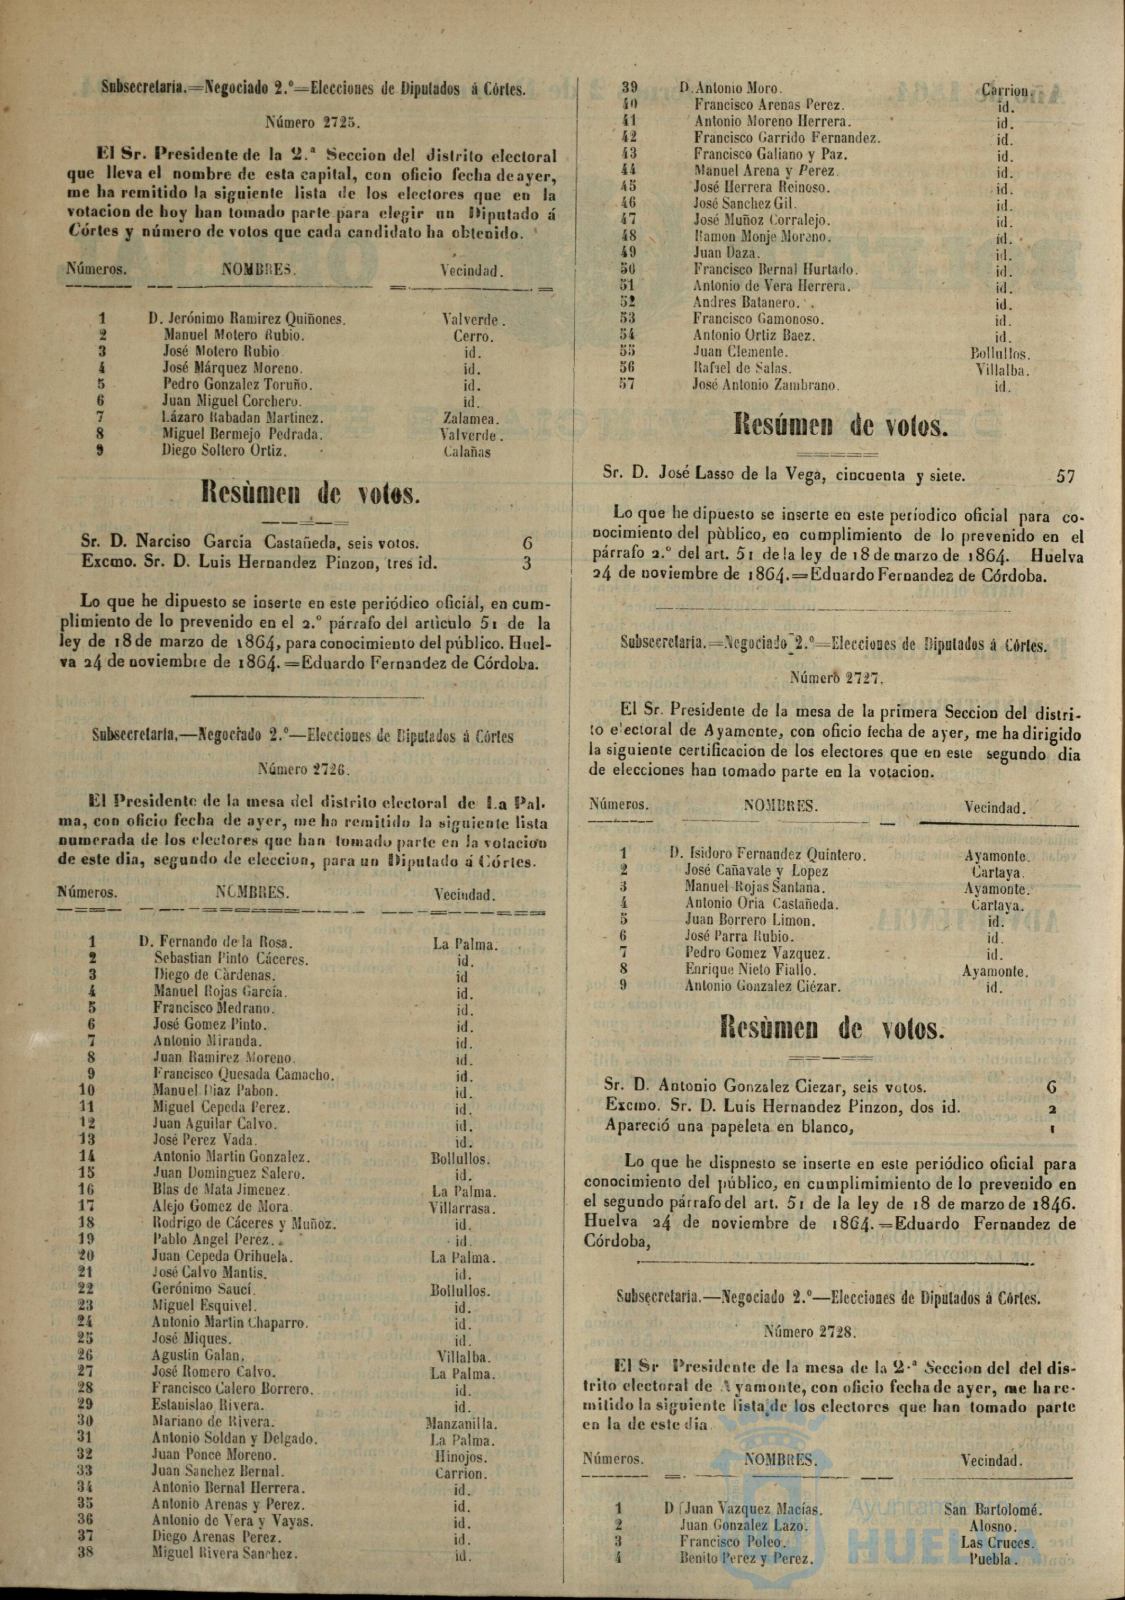 Subsecretaría.=Negociado 2.º=Elecciones de Diputados á Córtes.
Número 2725.
El Sr. Presidente de la 2.ª Seccion del distrito electoral
que lleva el nombre de esta capital, con oficio fecha de ayer,
me ha remitido la siguiente lista de los electores que en la
votacion de hoy han tomado parte para elegir un Diputado á
Córtes y número de votos que cada candidato ha obtenido.
Números. NOMBRES. Vecindad.
1 D. Jerónimo Ramirez Quiñones. Valverde.
2 Manuel Motero Rubio. Cerro.
3 José Motero Rubio id.
4 José Márquez Moreno. id.
5 Pedro Gonzalez Toruño. id.
6 Juan Miguel Corchero. id.
7 Lázaro Rabadan Martinez. Zalamea.
8 Miguel Bermejo Pedrada. Valverde.
9 Diego Soltero Ortiz. Calañas
Resùmen de votos.
Sr. D. Narciso García Castañeda, seis votos. 6
Excmo. Sr. D. Luis Hernandez Pinzon, tres id. 3
Lo que he dipuesto se inserte en este periódico oficial, en cum-
plimiento de lo prevenido en el 2.º párrafo del artìculo 51 de la
ley de 18 de marzo de 1864, para conocimiento del público. Huel-
va 24 de noviembre de 1864.=Eduardo Fernandez de Córdoba.
Subsecretaría,—Negociado 2.º—Elecciones de Diputados á Córtes
Número 2726.
El Presidente de la mesa del distrito electoral de La Pal-
ma, con oficio fecha de ayer, me ha remitido la siguiente lista
numerada de los electores que han tomado parte en la votacion
de este dia, segundo de eleccion, para un Diputado á Córtes.
Números. NOMBRES. Vecindad.
1 D. Fernando de la Rosa. La Palma.
2 Sebastian Pinto Cáceres. id.
3 Diego de Càrdenas. id
4 Manuel Rojas García. id.
5 Francisco Medrano. id.
6 José Gomez Pinto. id.
7 Antonio Miranda. id.
8 Juan Ramirez Moreno. id.
9 Francisco Quesada Camacho. id.
10 Manuel Diaz Pabon. id.
11 Miguel Cepeda Perez. id.
12 Juan Aguilar Calvo. id.
13 José Perez Vada. id.
14 Antonio Martin Gonzalez. Bollullos.
15 Juan Dominguez Salero. id.
16 Blas de Mata Jimenez. La Palma.
17 Alejo Gomez de Mora. Villarrasa.
18 Rodrigo de Cáceres y Muñoz. id.
19 Pablo Angel Perez. id.
20 Juan Cepeda Orihuela. La Palma.
21 José Calvo Mantis. id.
22 Gerónimo Saucí. Bollullos.
23 Miguel Esquivel. id.
24 Antonio Martin Chaparro. id.
25 José Miques. id.
26 Agustin Galan. Villalba.
27 José Romero Calvo. La Palma.
28 Francisco Calero Borrero. id.
29 Estanislao Rivera. id.
30 Mariano de Rivera. Manzanilla.
31 Antonio Soldan y Delgado. La Palma.
32 Juan Ponce Moreno. Hinojos.
33 Juan Sanchez Bernal. Carrion.
34 Antonio Bernal Herrera. id.
35 Antonio Arenas y Perez. id.
36 Antonio de Vera y Vayas. id.
37 Diego Arenas Perez. id.
38 Miguel Rivera Sanchez. id.
39 D. Antonio Moro. Carrion.
40 Francisco Arenas Perez. id.
41 Antonio Moreno Herrera. id.
42 Francisco Garrido Fernandez. id.
43 Francisco Galiano y Paz. id.
44 Manuel Arena y Perez. id.
45 José Herrera Reinoso. id.
46 José Sanchez Gil. id.
47 José Muñoz Corralejo. id.
48 Ramon Monje Moreno. id.
49 Juan Daza. id.
50 Francisco Bernal Hurtado. id.
51 Antonio de Vera Herrera. id.
52 Andres Batanero. id.
53 Francisco Gamonoso. id.
54 Antonio Ortiz Baez. id.
55 Juan Clemente. Bollullos.
56 Rafael de Salas. Villalba.
57 José Antonio Zambrano. id.
Resúmen de votos.
Sr. D. José Lasso de la Vega, cincuenta y siete. 57
Lo que he dipuesto se inserte en este períodico oficial para co-
nocimiento del pùblico, en cumplimiento de lo prevenido en el
párrafo 2.º del art. 51 de la ley de 18 de marzo de 1864. Huelva
24 de noviembre de 1864.=Eduardo Fernandez de Córdoba.
Subsecretaría.=Negociado 2.º=Elecciones de Diputados á Córtes.
Númerò 2727.
El Sr. Presidente de la mesa de la primera Seccion del distri-
to e'ectoral de Ayamonte, con oficio fecha de ayer, me ha dirigido
la siguiente certificacion de los electores que en este segundo dia
de elecciones han tomado parte en la votacion.
Números. NOMBRES. Vecindad.
1 D. Isidoro Fernandez Quintero. Ayamonte.
2 José Cañavate y Lopez Cartaya.
3 Manuel Rojas Santana. Ayamonte.
4 Antonio Oria Castañeda. Cartaya.
5 Juan Borrero Limon. id.
6 José Parra Rubio. id.
7 Pedro Gomez Vazquez. id.
8 Enrique Nieto Fiallo. Ayamonte.
9 Antonio Gonzalez Ciézar. id.
Resùmen de votos.
Sr. D. Antonio Gonzalez Ciezar, seis votos. 6
Excmo. Sr. D. Luis Hernandez Pinzon, dos id. 2
Apareció una papeleta en blanco, 1
Lo que he dispnesto se inserte en este periódico oficial para
conocimiento del público, en cumplimimiento de lo prevenido en
el segundo párrafo del art. 51 de la ley de 18 de marzo de 1846.
Huelva 24 de noviembre de 1864.=Eduardo Fernandez de
Córdoba,
Subsecretaría.—Negociado 2.º—Elecciones de Diputados á Córtes.
Número 2728.
El Sr Presidente de la mesa de la 2.ª Seccion del del dis-
trito electoral de Ayamonte, con oficio fecha de ayer, me ha re-
mitido la siguiente lista de los electores que han tomado parte
en la de este dia
Números. NOMBRES. Vecindad.
1 D Juan Vazquez Macías. San Bartolomé.
2 Juan Gonzalez Lazo. Alosno.
3 Francisco Poleo. Las Cruces.
4 Benito Perez y Perez. Puebla.
HUELVA